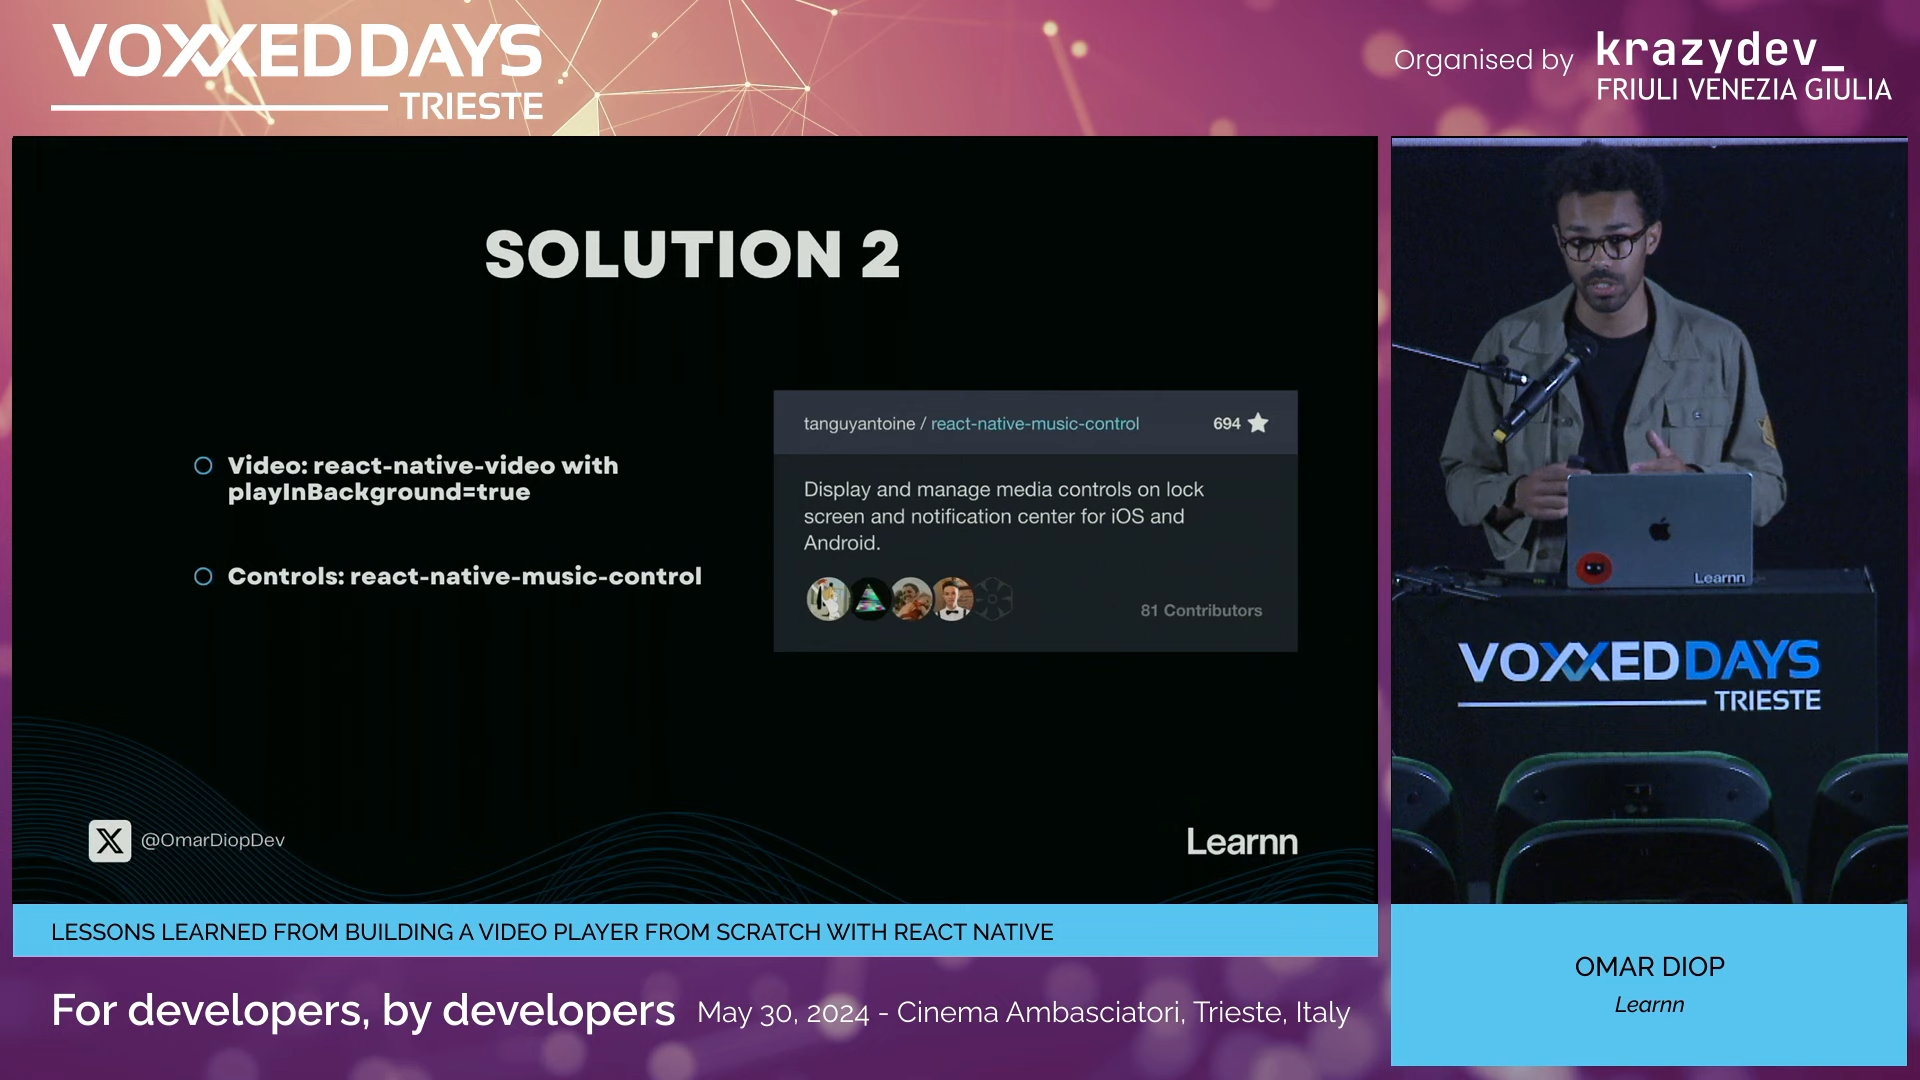 VOXXEDDAYS
TRIESTE
Organised by krazydev_
FRIULI VENEZIA GIULIA
SOLUTION 2
Video: react-native-video with
playInBackground=true
Controls: react-native-music-control
tanguyantoine / react-native-music-control 694
Display and manage media controls on lock
screen and notification center for iOS and
Android.
81 Contributors
X @OmarDiopDev
Learnn
Learnn
VOXXEDDAYS
TRIESTE
LESSONS LEARNED FROM BUILDING A VIDEO PLAYER FROM SCRATCH WITH REACT NATIVE
OMAR DIOP
Learnn
For developers, by developers May 30, 2024 - Cinema Ambasciatori, Trieste, Italy